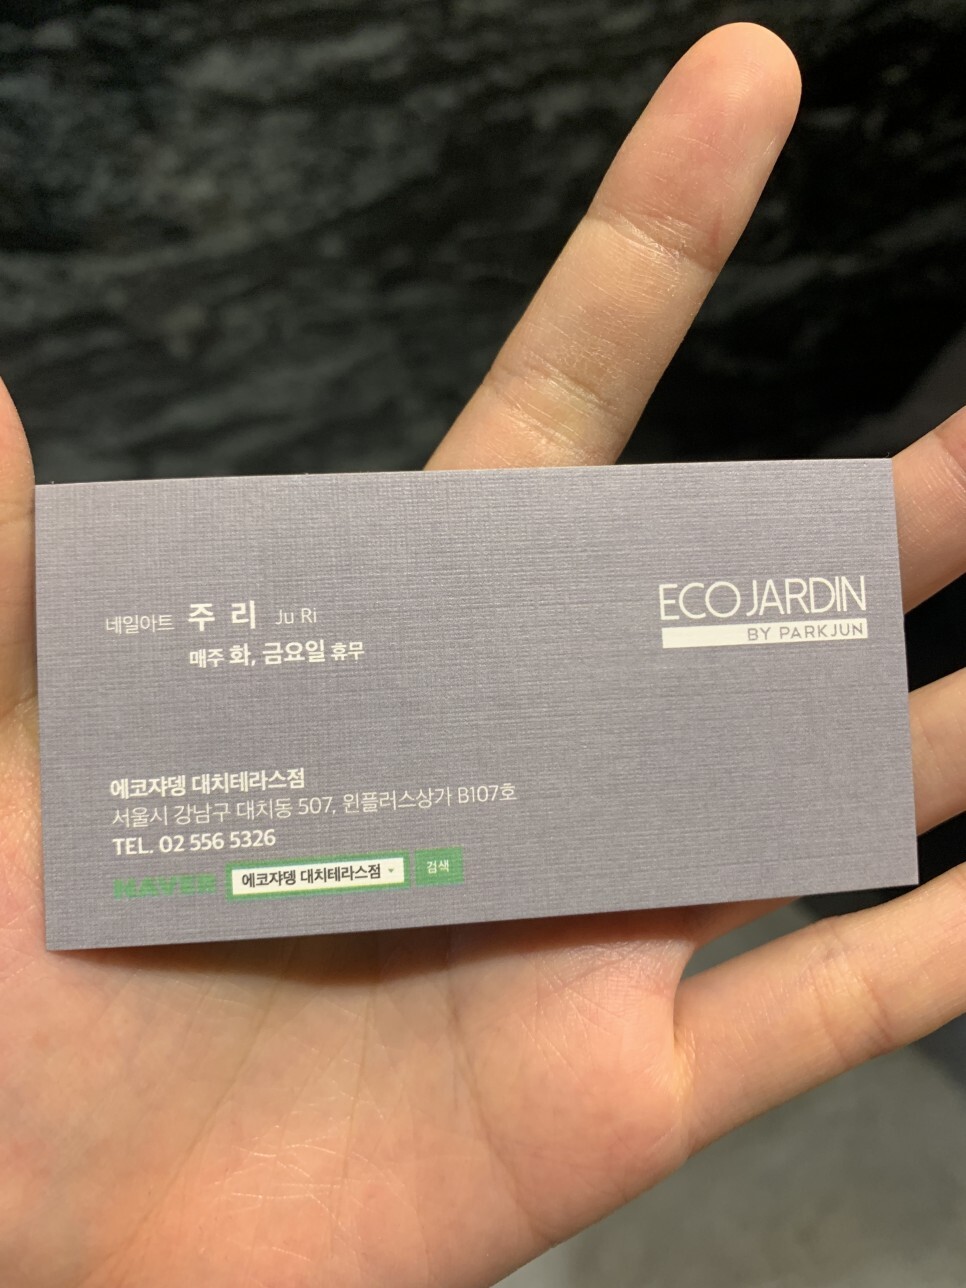 네일아트 주 리 Ju Ri
매주 화, 금요일 휴무
ECO JARDIN
BY PARKJUN
에코쟈뎅 대치테라스점
서울시 강남구 대치동 507, 윈플러스상가 B107호
TEL. 02 556 5326
NAVER 에코쟈뎅 대치테라스점 검색